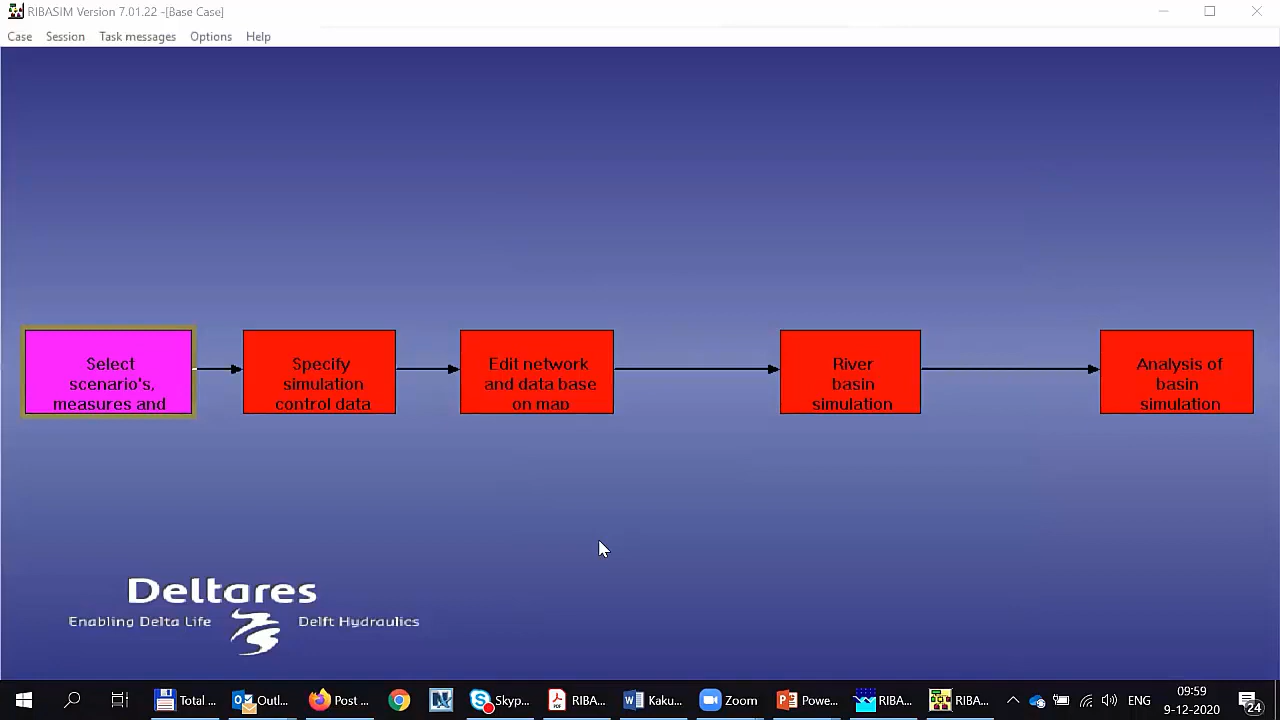 RIBASIM Version 7.01.22 -[Base Case]
Case Session Task messages Options Help
Select
scenario's,
measures and
Specify
simulation
control data
Edit network
and data base
on map
River
basin
simulation
Analysis of
basin
simulation
Deltares
Enabling Delta Life Delft Hydraulics
Total ... Outl... Post ... Skyp... RIBA... Kaku... Zoom Powe... RIBA... RIBA... ENG
09:59
9-12-2020
24